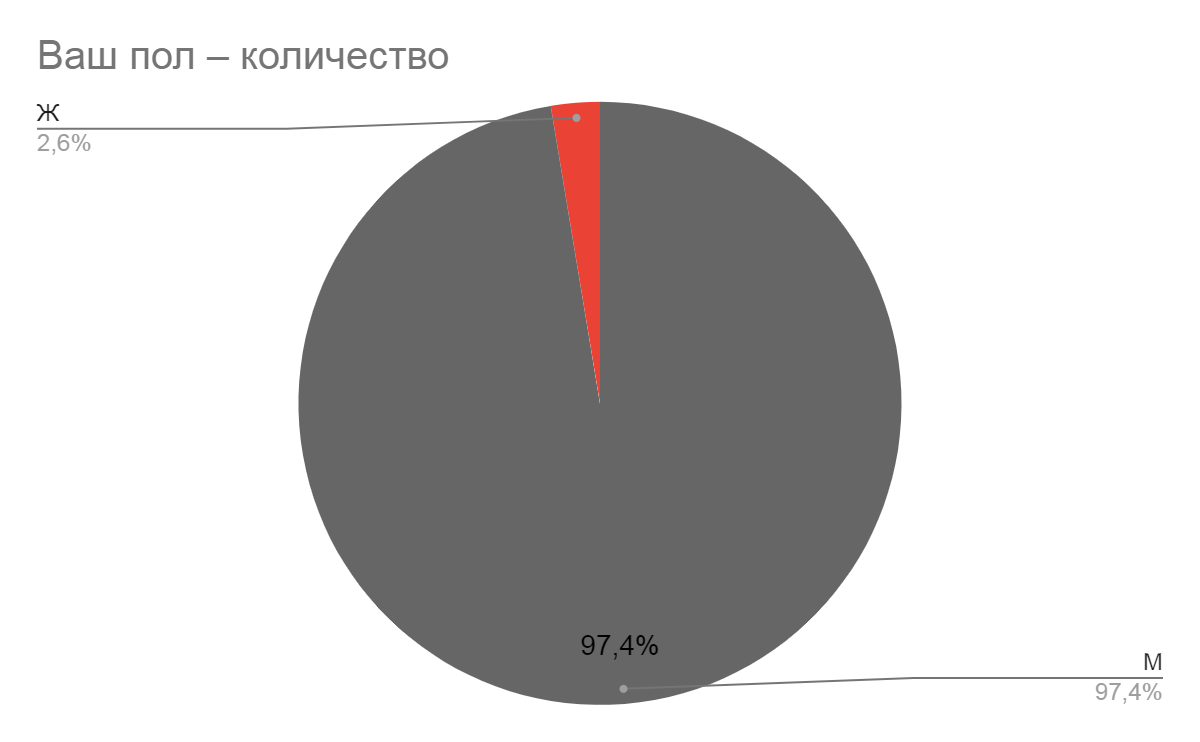 Ваш пол – количество
Ж
2,6%
97,4%
М
97,4%